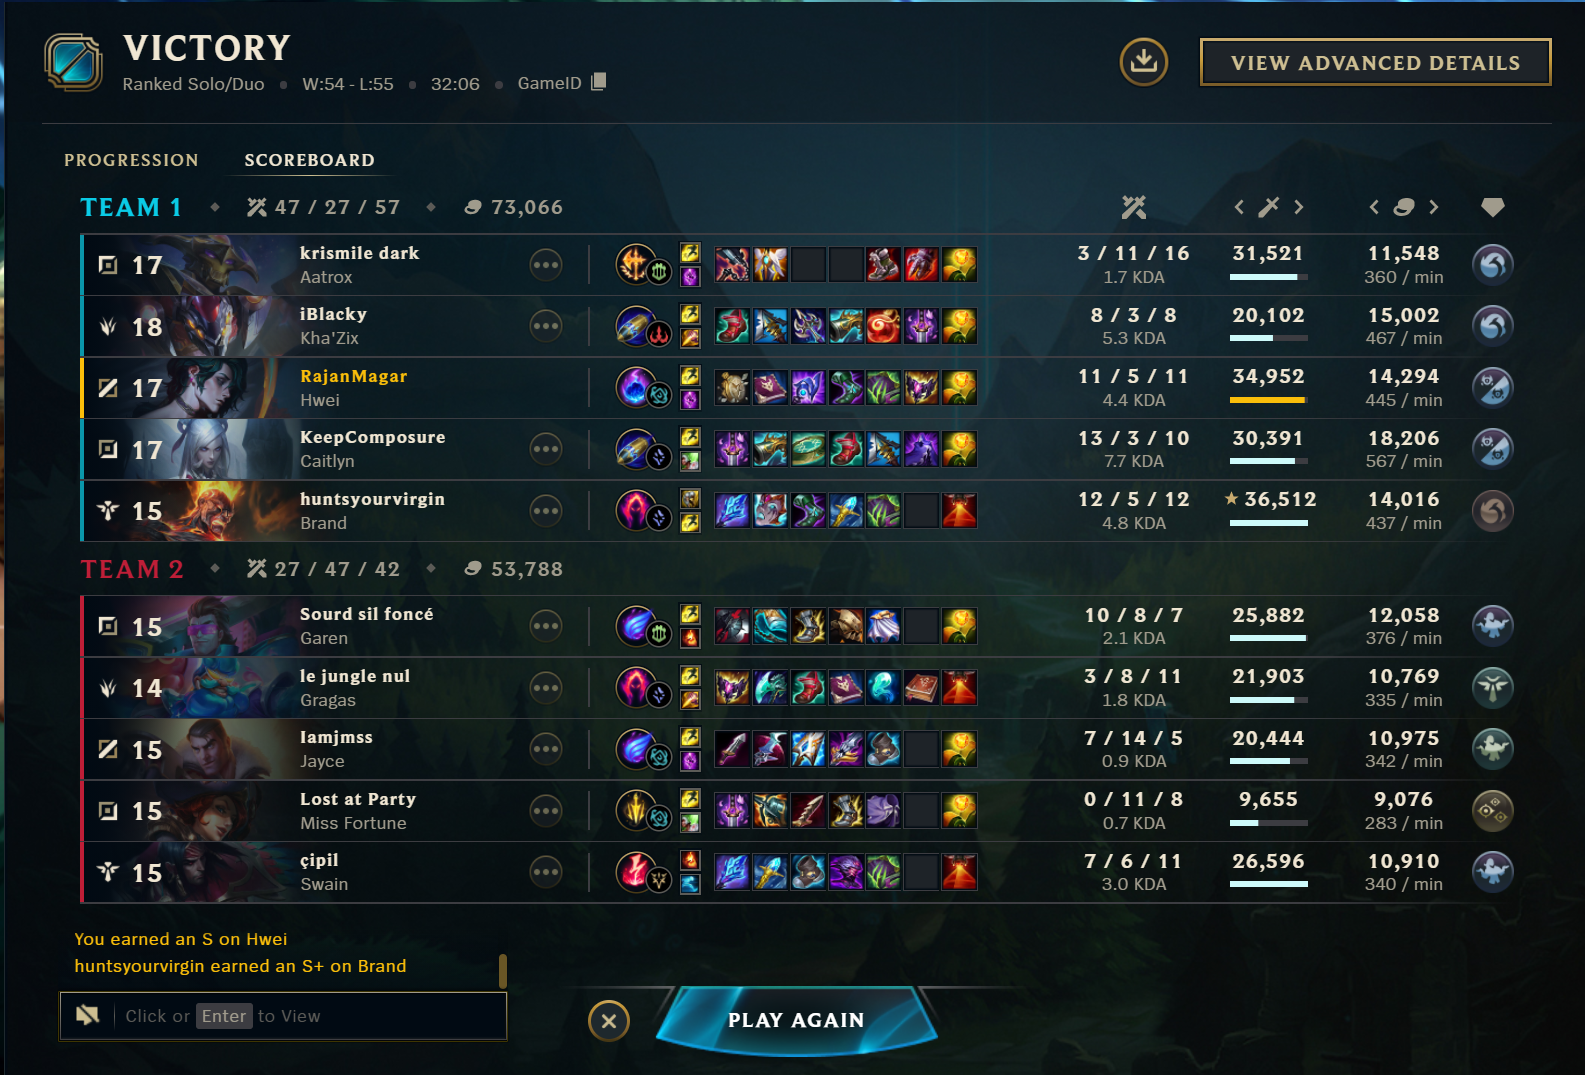 VICTORY
Ranked Solo/Duo • W:54 - L:55 • 32:06 • GameID
VIEW ADVANCED DETAILS
PROGRESSION SCOREBOARD
TEAM 1 47 / 27 / 57 73,066
17 krismile dark 3 / 11 / 16 31,521 11,548
Aatrox 1.7 KDA 360 / min
18 iBlacky 8 / 3 / 8 20,102 15,002
Kha'Zix 5.3 KDA 467 / min
17 RajanMagar 11 / 5 / 11 34,952 14,294
Hwei 4.4 KDA 445 / min
17 KeepComposure 13 / 3 / 10 30,391 18,206
Caitlyn 7.7 KDA 567 / min
15 huntsyourvirgin 12 / 5 / 12 36,512 14,016
Brand 4.8 KDA 437 / min
TEAM 2 27 / 47 / 42 53,788
15 Sourd sil foncé 10 / 8 / 7 25,882 12,058
Garen 2.1 KDA 376 / min
14 le jungle nul 3 / 8 / 11 21,903 10,769
Gragas 1.8 KDA 335 / min
15 Iamjmss 7 / 14 / 5 20,444 10,975
Jayce 0.9 KDA 342 / min
15 Lost at Party 0 / 11 / 8 9,655 9,076
Miss Fortune 0.7 KDA 283 / min
15 çipil 7 / 6 / 11 26,596 10,910
Swain 3.0 KDA 340 / min
You earned an S on Hwei
huntsyourvirgin earned an S+ on Brand
Click or Enter to View
PLAY AGAIN